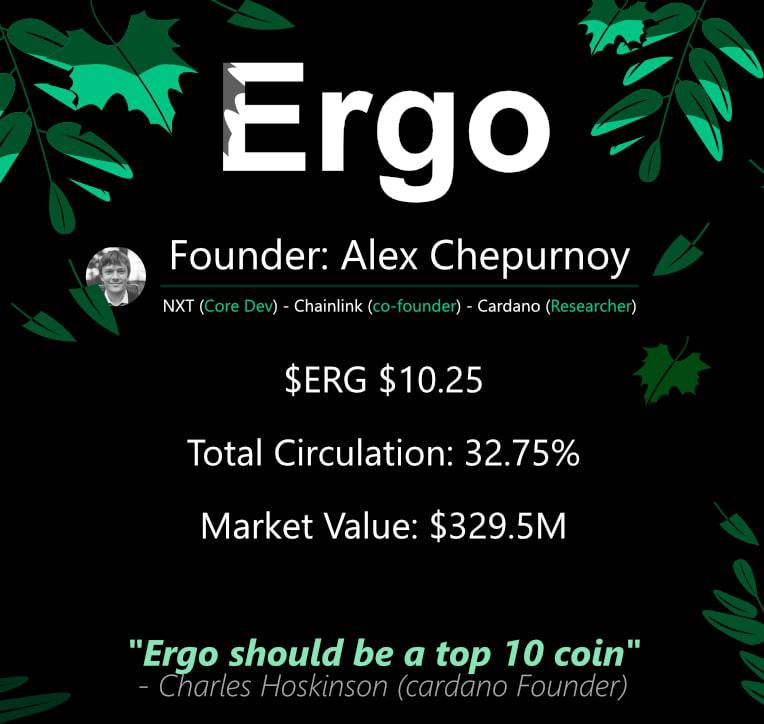 Ergo
Founder: Alex Chepurnoy
NXT (Core Dev) - Chainlink (co-founder) - Cardano (Researcher)
$ERG $10.25
Total Circulation: 32.75%
Market Value: $329.5M
"Ergo should be a top 10 coin"
- Charles Hoskinson (cardano Founder)